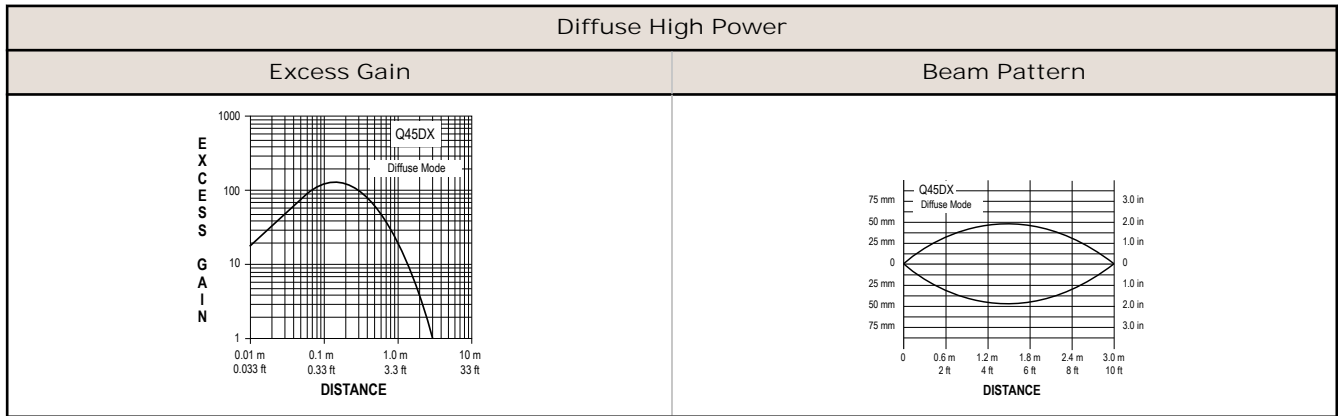 Diffuse High Power
Excess Gain
Beam Pattern
EXCESS GAIN
1000
100
10
1
Q45DX
Diffuse Mode
0.01 m 0.1 m 1.0 m 10 m
0.033 ft 0.33 ft 3.3 ft 33 ft
DISTANCE
Q45DX
Diffuse Mode
75 mm 3.0 in
50 mm 2.0 in
25 mm 1.0 in
0 0
25 mm 1.0 in
50 mm 2.0 in
75 mm 3.0 in
0 0.6 m 1.2 m 1.8 m 2.4 m 3.0 m
2 ft 4 ft 6 ft 8 ft 10 ft
DISTANCE